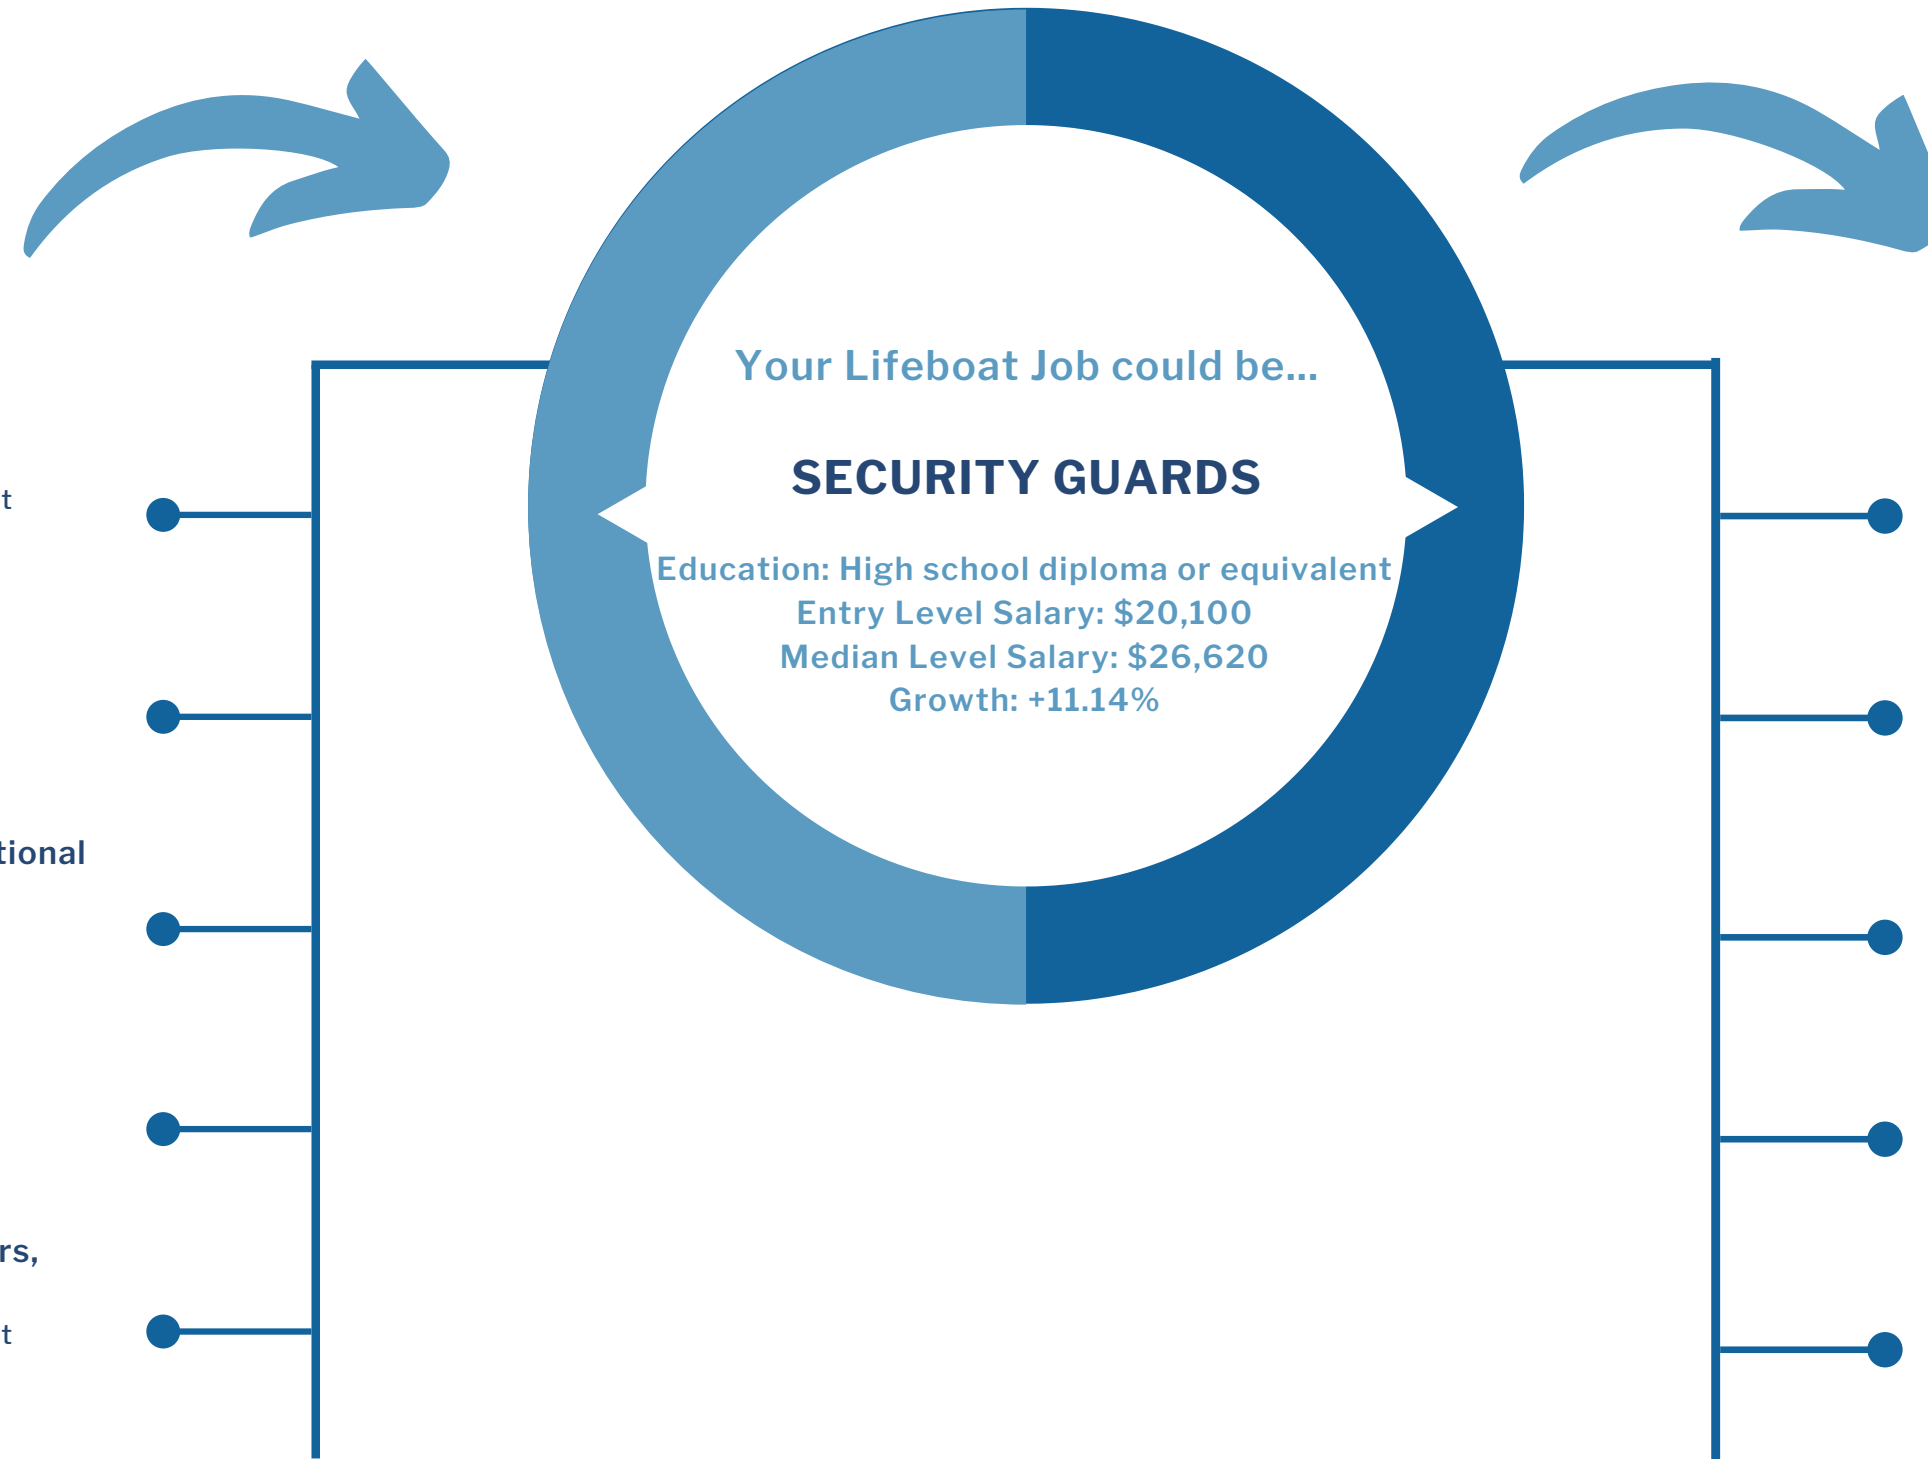 Your Lifeboat Job could be...
SECURITY GUARDS
Education: High school diploma or equivalent
Entry Level Salary: $20,100
Median Level Salary: $26,620
Growth: +11.14%